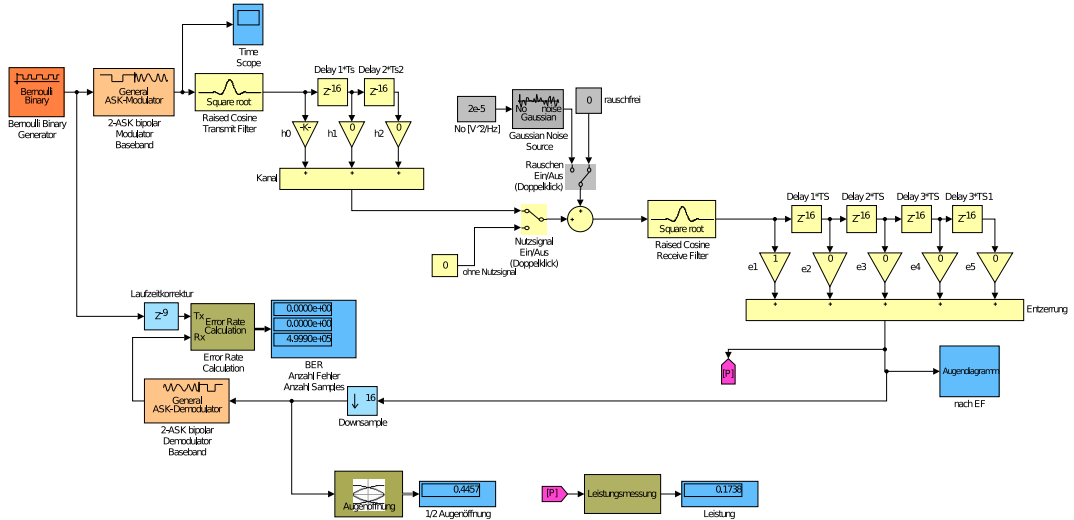 Time
Scope
Bernoulli
Binary
Bernoulli Binary
Generator
General
ASK-Modulator
2-ASK bipolar
Modulator
Baseband
Square root
Raised Cosine
Transmit Filter
Delay 1*Ts
Delay 2*Ts2
Z-16
Z-16
h0
-K-
h1
0
h2
0
Kanal
+
+
+
2e-5
No [V^2/Hz]
No noise
Gaussian
Gaussian Noise
Source
0
rauschfrei
Rauschen
Ein/Aus
(Doppelklick)
Nutzsignal
Ein/Aus
(Doppelklick)
0
ohne Nutzsignal
+
+
Square root
Raised Cosine
Receive Filter
Delay 1*TS
Delay 2*TS
Delay 3*TS
Delay 3*TS1
Z-16
Z-16
Z-16
Z-16
e1
1
e2
0
e3
0
e4
0
e5
0
+
+
+
+
+
Entzerrung
Laufzeitkorrektur
Z-9
Tx
Rx
Error Rate
Calculation
Error Rate
Calculation
0.0000e+00
0.0000e+00
4.9990e+05
BER
Anzahl Fehler
Anzahl Samples
[P]
Augendiagramm
nach EF
General
ASK-Demodulator
2-ASK bipolar
Demodulator
Baseband
16
Downsample
Augenöffnung
0.4457
1/2 Augenöffnung
[P]
Leistungsmessung
0.1738
Leistung